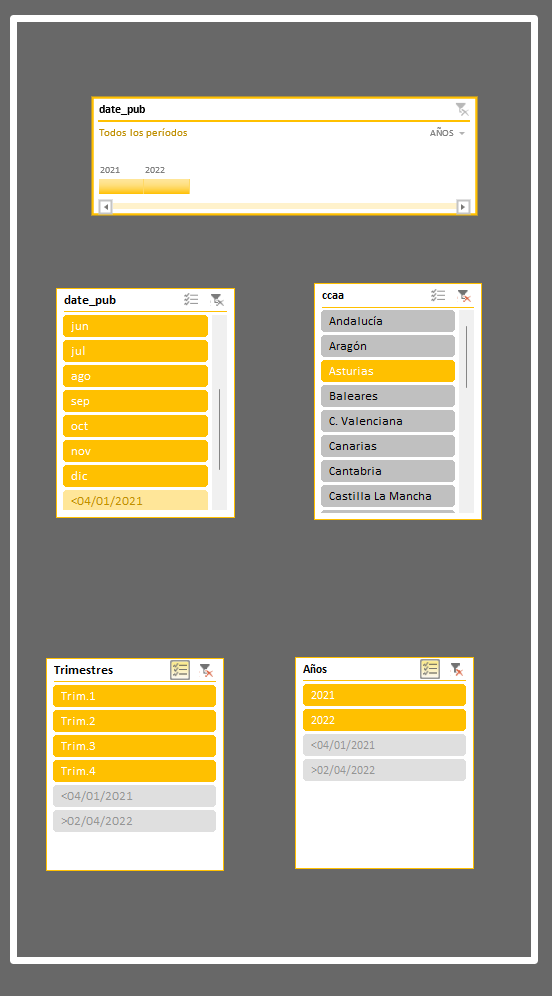 date_pub
Todos los períodos
AÑOS
2021 2022
date_pub
jun
jul
ago
sep
oct
nov
dic
<04/01/2021
ccaa
Andalucía
Aragón
Asturias
Baleares
C. Valenciana
Canarias
Cantabria
Castilla La Mancha
Trimestres
Trim.1
Trim.2
Trim.3
Trim.4
<04/01/2021
>02/04/2022
Años
2021
2022
<04/01/2021
>02/04/2022